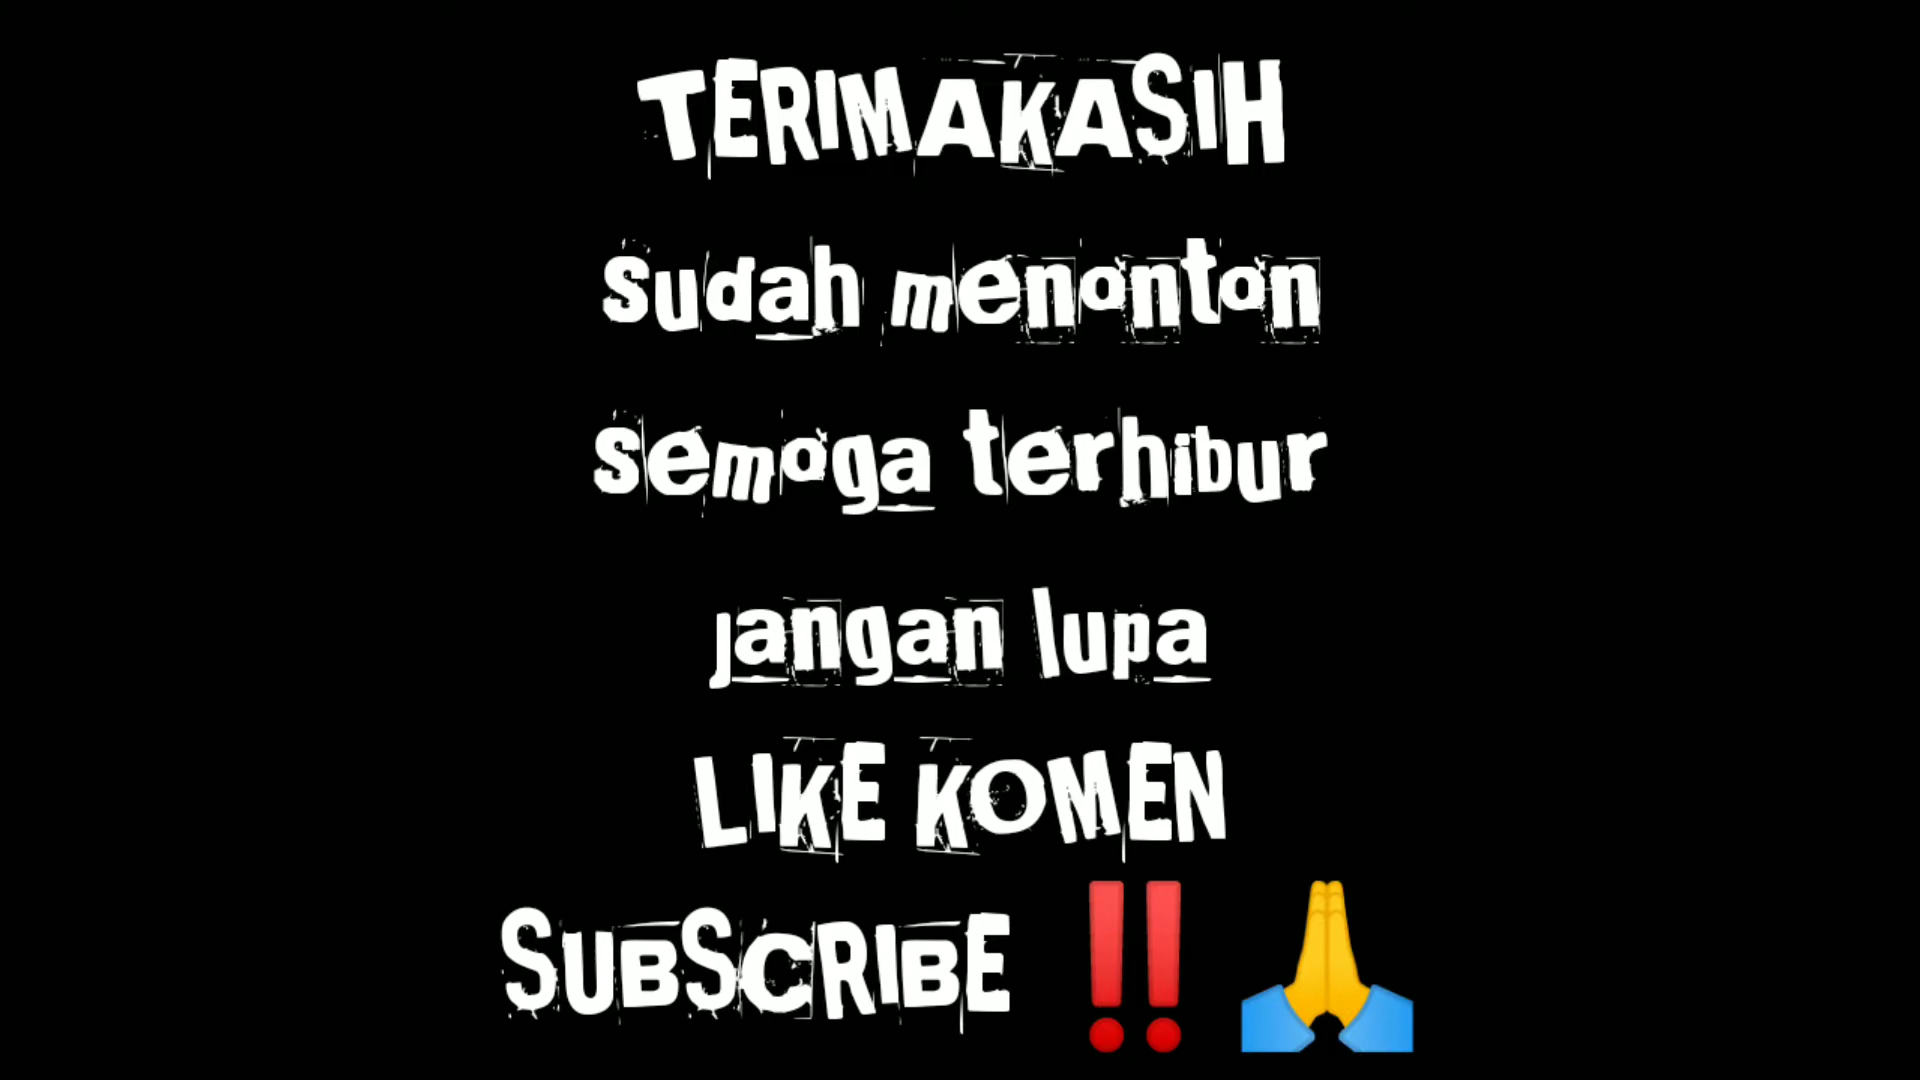 TERIMAKASIH
sudah menonton
semoga terhibur
jangan lupa
LIKE KOMEN
SUBSCRIBE ‼️ 🙏